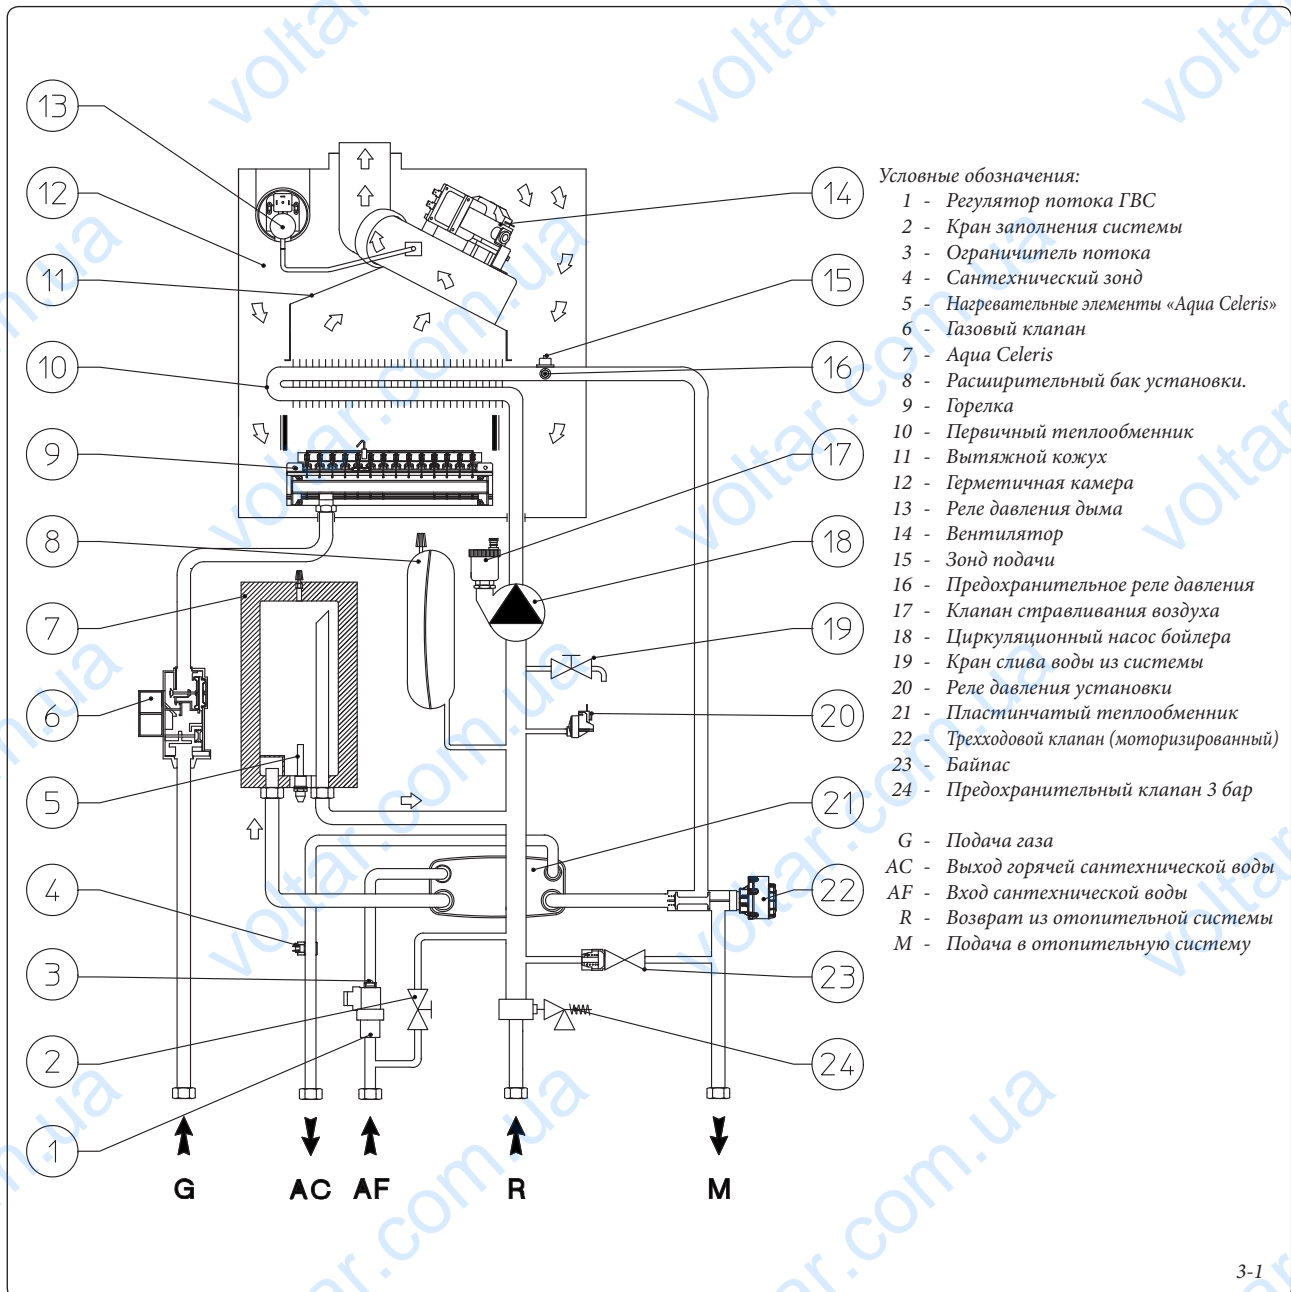 Условные обозначения:
1 - Регулятор потока ГВС
2 - Кран заполнения системы
3 - Ограничитель потока
4 - Сантехнический зонд
5 - Нагревательные элементы «Aqua Celeris»
6 - Газовый клапан
7 - Aqua Celeris
8 - Расширительный бак установки.
9 - Горелка
10 - Первичный теплообменник
11 - Вытяжной кожух
12 - Герметичная камера
13 - Реле давления дыма
14 - Вентилятор
15 - Зонд подачи
16 - Предохранительное реле давления
17 - Клапан стравливания воздуха
18 - Циркуляционный насос бойлера
19 - Кран слива воды из системы
20 - Реле давления установки
21 - Пластинчатый теплообменник
22 - Трехходовой клапан (моторизированный)
23 - Байпас
24 - Предохранительный клапан 3 бар
G - Подача газа
AC - Выход горячей сантехнической воды
AF - Вход сантехнической воды
R - Возврат из отопительной системы
M - Подача в отопительную систему
13
12
11
10
9
8
7
6
5
4
3
2
1
14
15
16
17
18
19
20
21
22
23
24
G AC AF R M
3-1
voltar.com.ua